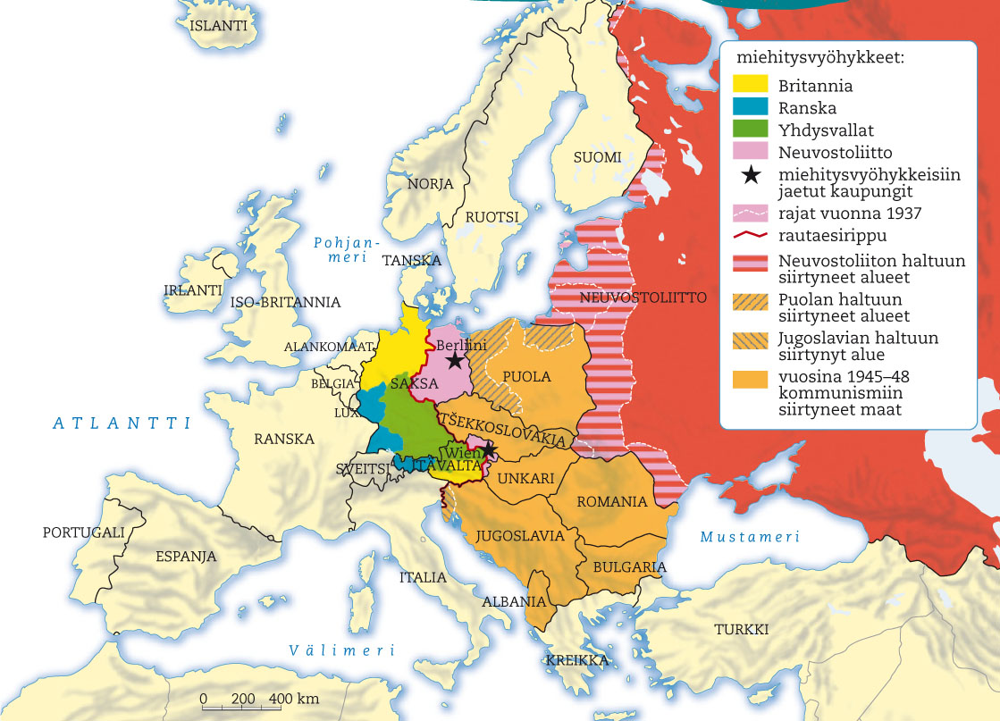 ISLANTI
miehitysvyöhykkeet:
Britannia
Ranska
Yhdysvallat
Neuvostoliitto
miehitysvyöhykkeisiin
jaetut kaupungit
rajat vuonna 1937
rautaesirippu
Neuvostoliiton haltuun
siirtyneet alueet
Puolan haltuun
siirtyneet alueet
Jugoslavian haltuun
siirtynyt alue
vuosina 1945–48
kommunismiin
siirtyneet maat
SUOMI
NORJA
RUOTSI
Pohjan-
meri
TANSKA
IRLANTI
ISO-BRITANNIA
NEUVOSTOLIITTO
ALANKOMAAT
Berliini
BELGIA
SAKSA
PUOLA
LUX.
ATLANTTI
TŠEKKOSLOVAKIA
RANSKA
Wien
SVEITSI
ITÄVALTA
UNKARI
ROMANIA
PORTUGALI
JUGOSLAVIA
Mustameri
ESPANJA
BULGARIA
ITALIA
ALBANIA
TURKKI
Välimeri
KREIKKA
0 200 400 km